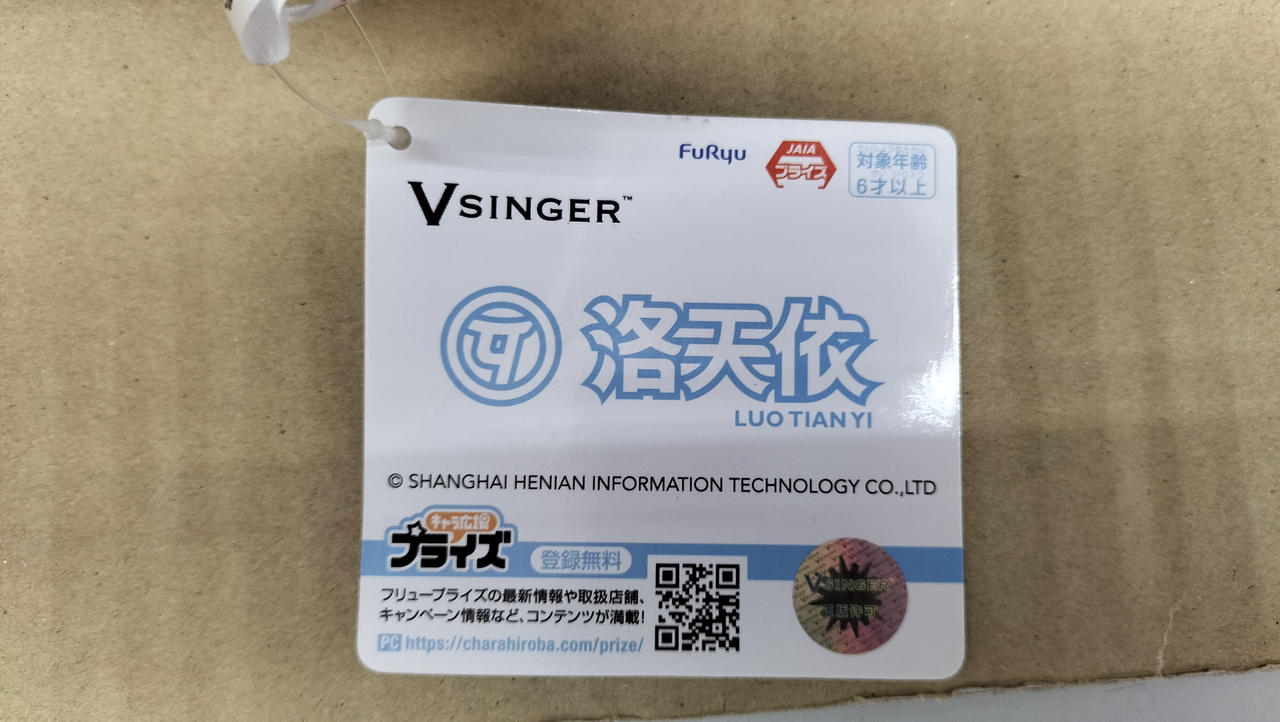 FuRyu
JAIA
プライズ
対象年齢
6才以上
VSINGER™
洛天依
LUO TIAN YI
© SHANGHAI HENIAN INFORMATION TECHNOLOGY CO.,LTD
キャラ広場
プライズ
登録無料
フリュープライズの最新情報や取扱店舗、
キャンペーン情報など、コンテンツが満載!
PC https://charahiroba.com/prize/
VSINGER
正版许可